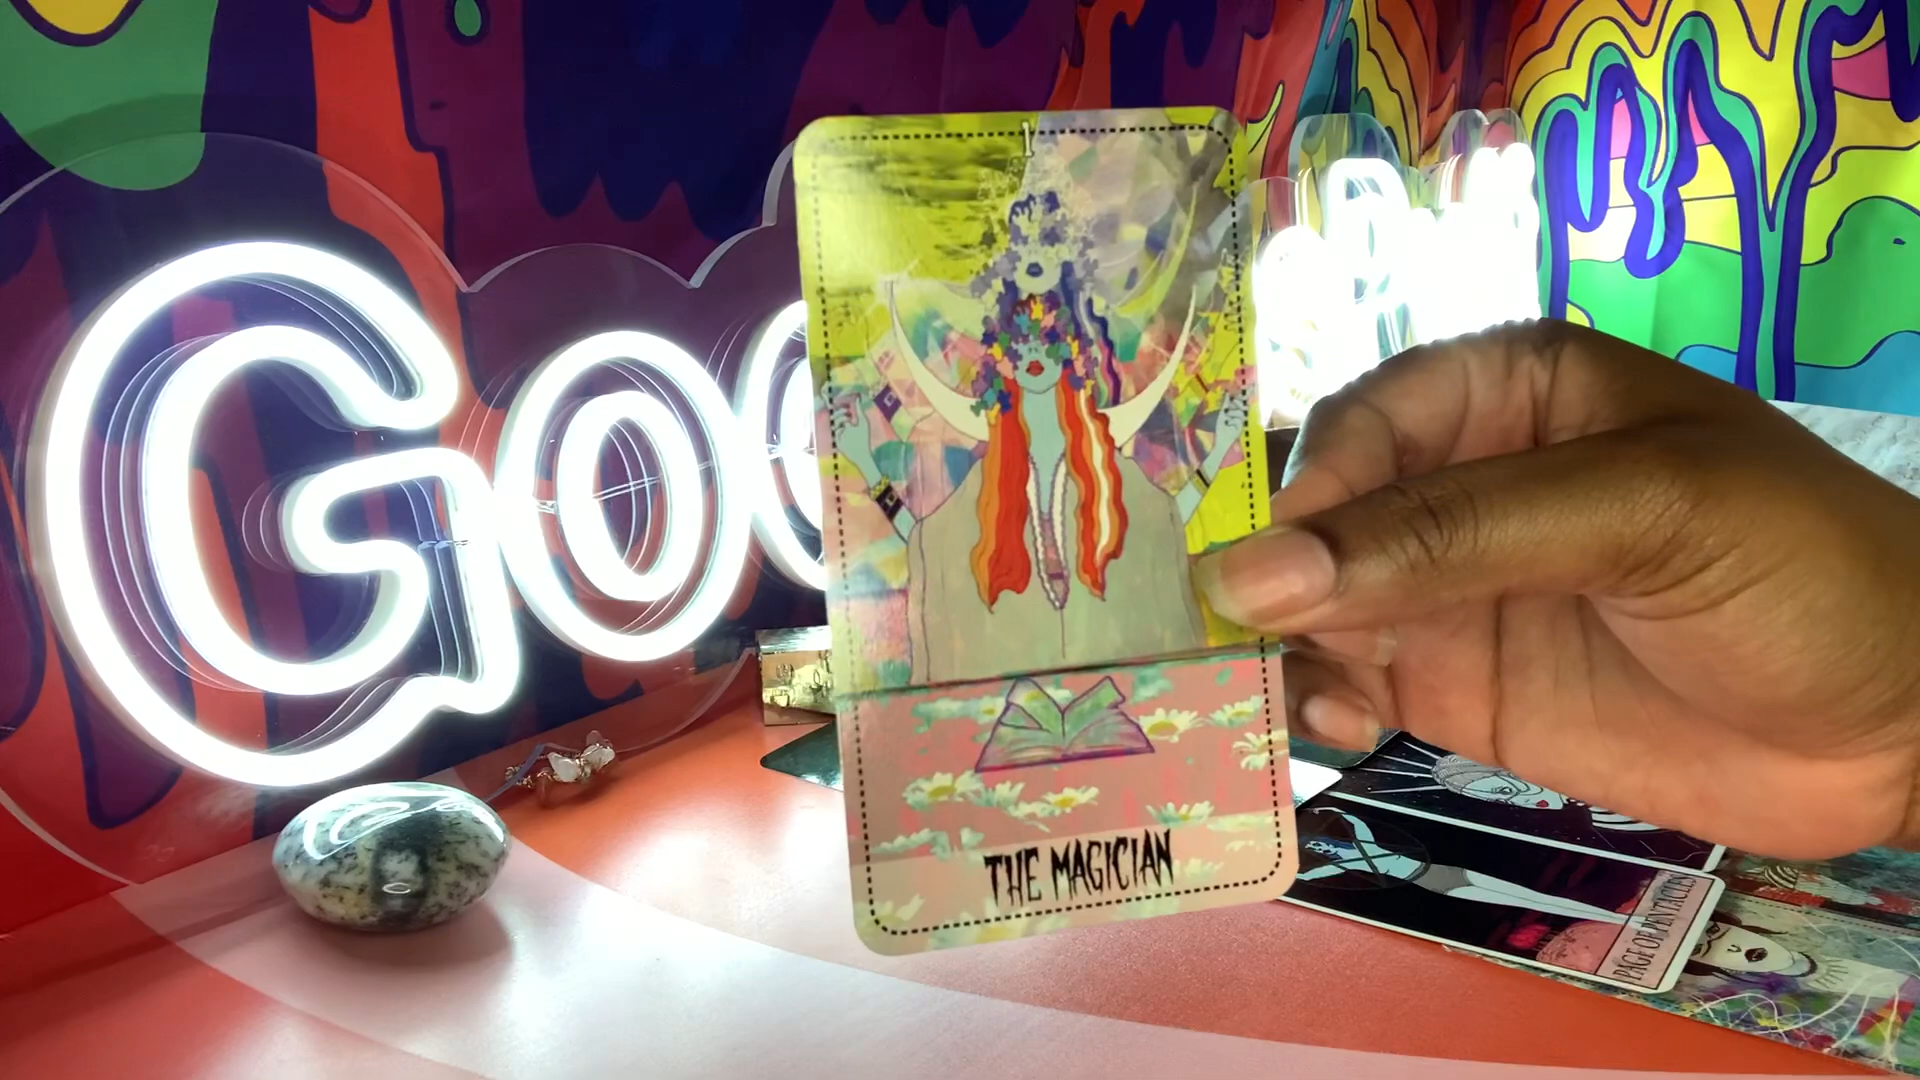 Goo
I
THE MAGICIAN
PAGE OF PENTACLES